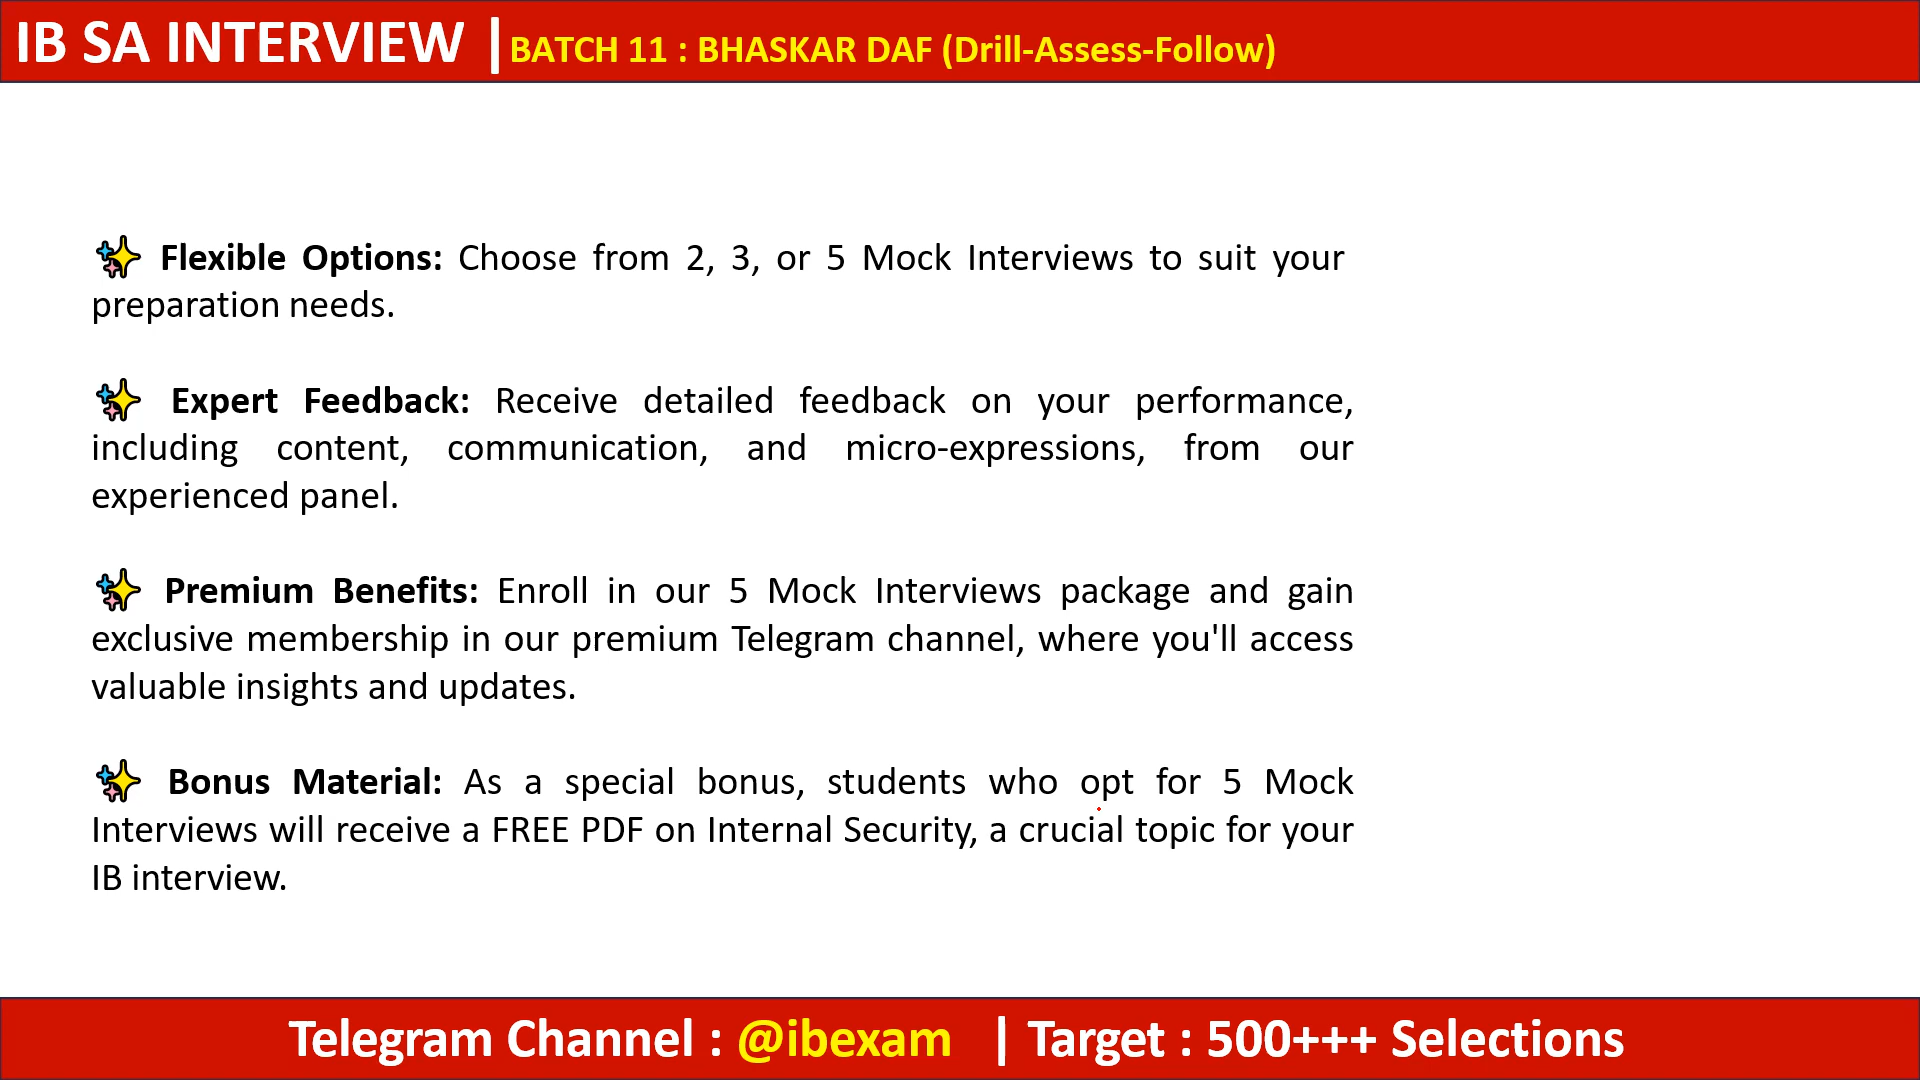 IB SA INTERVIEW | BATCH 11 : BHASKAR DAF (Drill-Assess-Follow)
✨ Flexible Options: Choose from 2, 3, or 5 Mock Interviews to suit your
preparation needs.
✨ Expert Feedback: Receive detailed feedback on your performance,
including content, communication, and micro-expressions, from our
experienced panel.
✨ Premium Benefits: Enroll in our 5 Mock Interviews package and gain
exclusive membership in our premium Telegram channel, where you'll access
valuable insights and updates.
✨ Bonus Material: As a special bonus, students who opt for 5 Mock
Interviews will receive a FREE PDF on Internal Security, a crucial topic for your
IB interview.
Telegram Channel : @ibexam | Target : 500+++ Selections